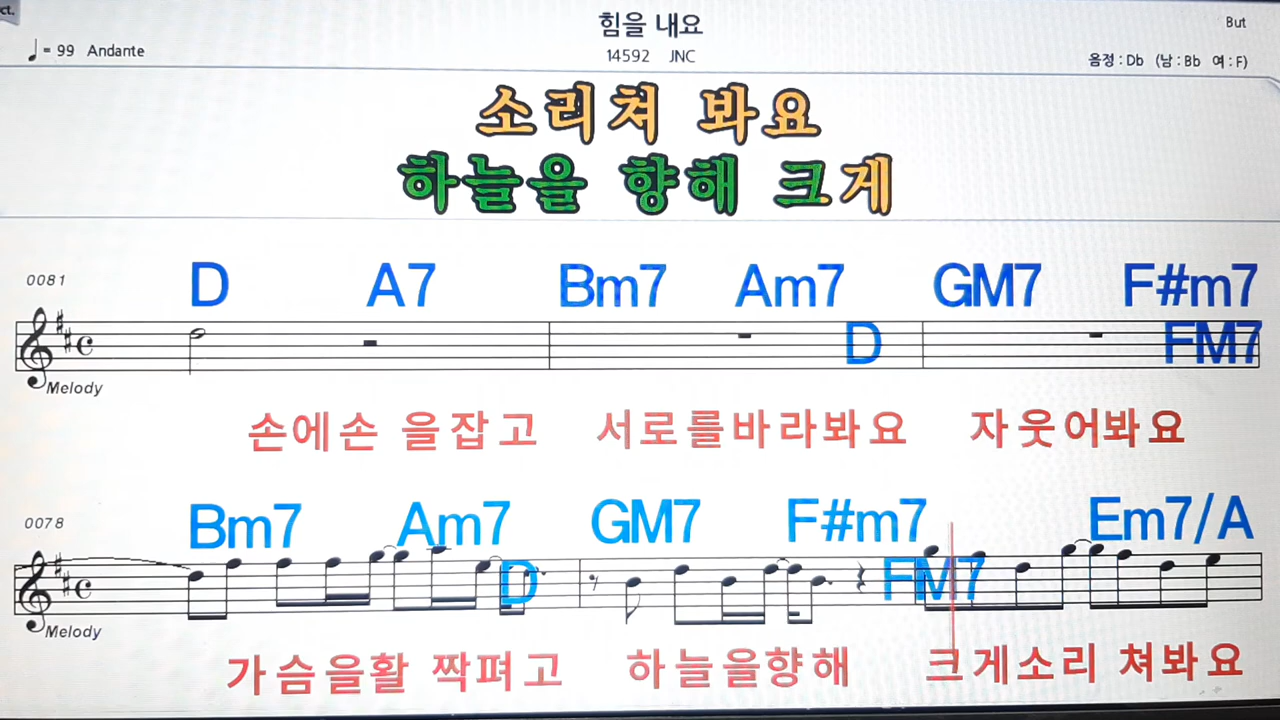 ct.
힘을 내요
But
♩ = 99 Andante
14592 JNC
음정 : Db (남 : Bb 여 : F)
소리쳐 봐요
하늘을 향해 크게
0081
D A7 Bm7 Am7 GM7 F#m7
D FM7
Melody
손에손 을잡고 서로를바라봐요 자웃어봐요
0078
Bm7 Am7 GM7 F#m7 Em7/A
D FM7
Melody
가슴을활 짝펴고 하늘을향해 크게소리 쳐봐요